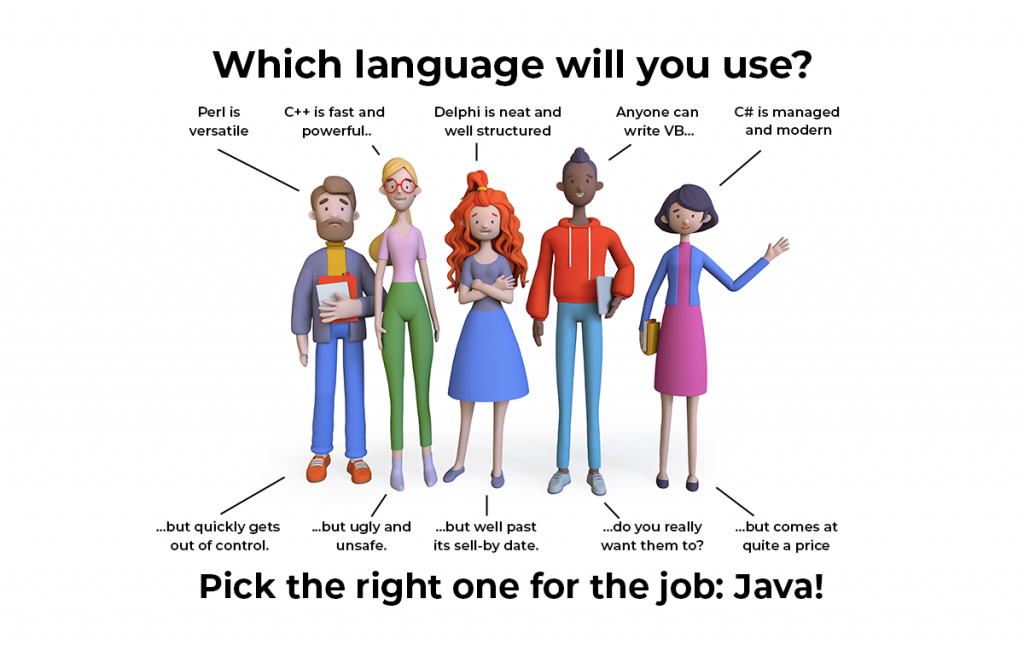 Which language will you use?
Perl is
versatile
C++ is fast and
powerful..
Delphi is neat and
well structured
Anyone can
write VB...
C# is managed
and modern
...but quickly gets
out of control.
...but ugly and
unsafe.
...but well past
its sell-by date.
...do you really
want them to?
...but comes at
quite a price
Pick the right one for the job: Java!